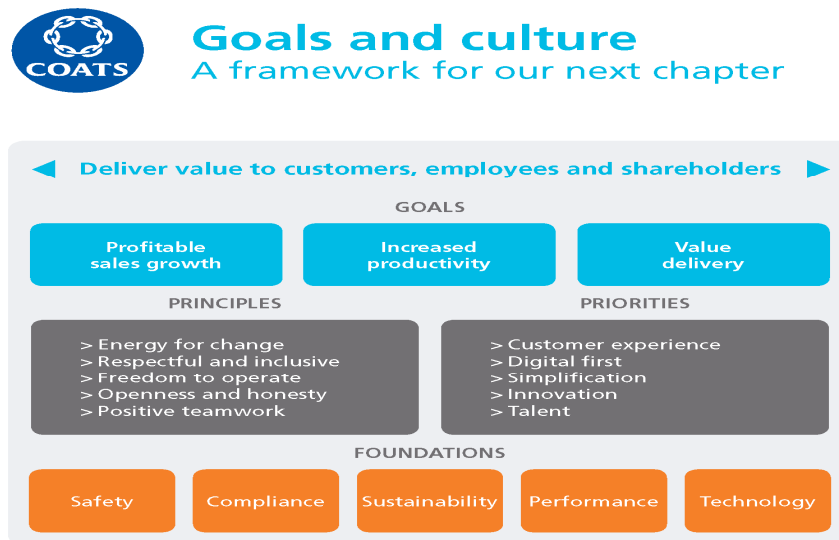 COATS
Goals and culture
A framework for our next chapter
Deliver value to customers, employees and shareholders
GOALS
Profitable
sales growth
Increased
productivity
Value
delivery
PRINCIPLES
> Energy for change
> Respectful and inclusive
> Freedom to operate
> Openness and honesty
> Positive teamwork
PRIORITIES
> Customer experience
> Digital first
> Simplification
> Innovation
> Talent
FOUNDATIONS
Safety
Compliance
Sustainability
Performance
Technology